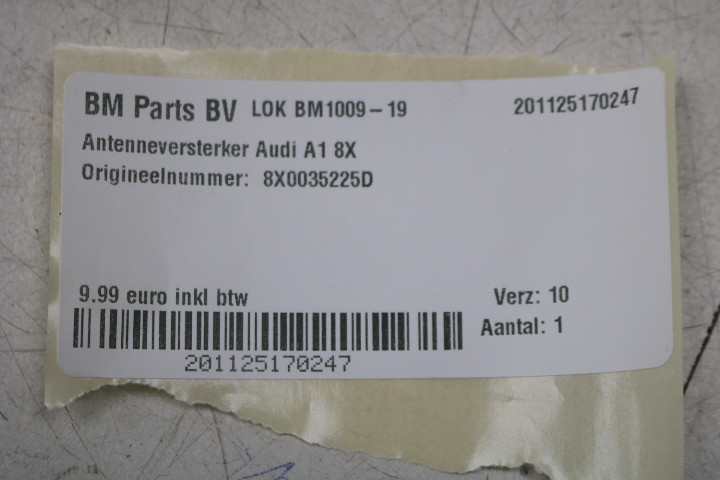 BM Parts BV LOK BM1009-19 201125170247
Antenneversterker Audi A1 8X
Origineelnummer: 8X0035225D
9.99 euro inkl btw Verz: 10
Aantal: 1
201125170247